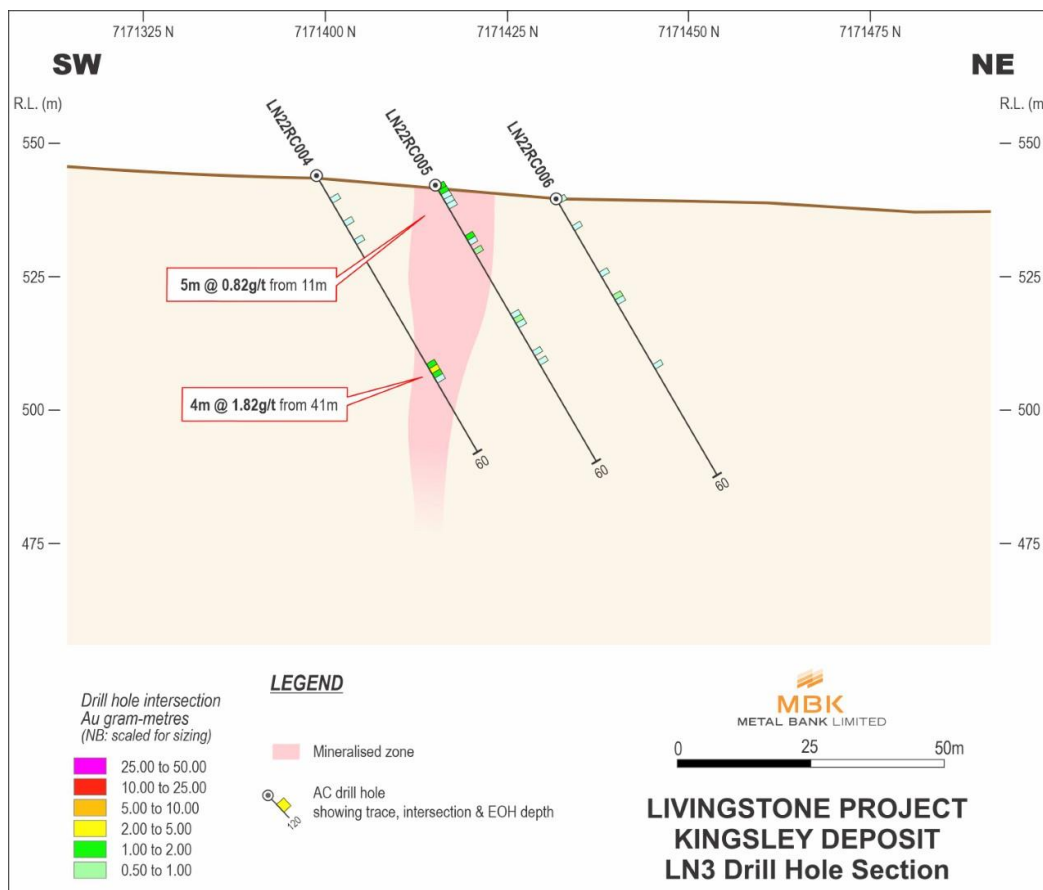 7171325 N
7171400 N
7171425 N
7171450 N
7171475 N
SW
NE
R.L. (m)
R.L. (m)
LN22RC004
LN22RC005
LN22RC006
550
550
525
525
5m @ 0.82g/t from 11m
500
500
4m @ 1.82g/t from 41m
60
60
60
475
475
Drill hole intersection
Au gram-metres
(NB: scaled for sizing)
25.00 to 50.00
10.00 to 25.00
5.00 to 10.00
2.00 to 5.00
1.00 to 2.00
0.50 to 1.00
LEGEND
Mineralised zone
120
AC drill hole
showing trace, intersection & EOH depth
MBK
METAL BANK LIMITED
0 25 50m
LIVINGSTONE PROJECT
KINGSLEY DEPOSIT
LN3 Drill Hole Section